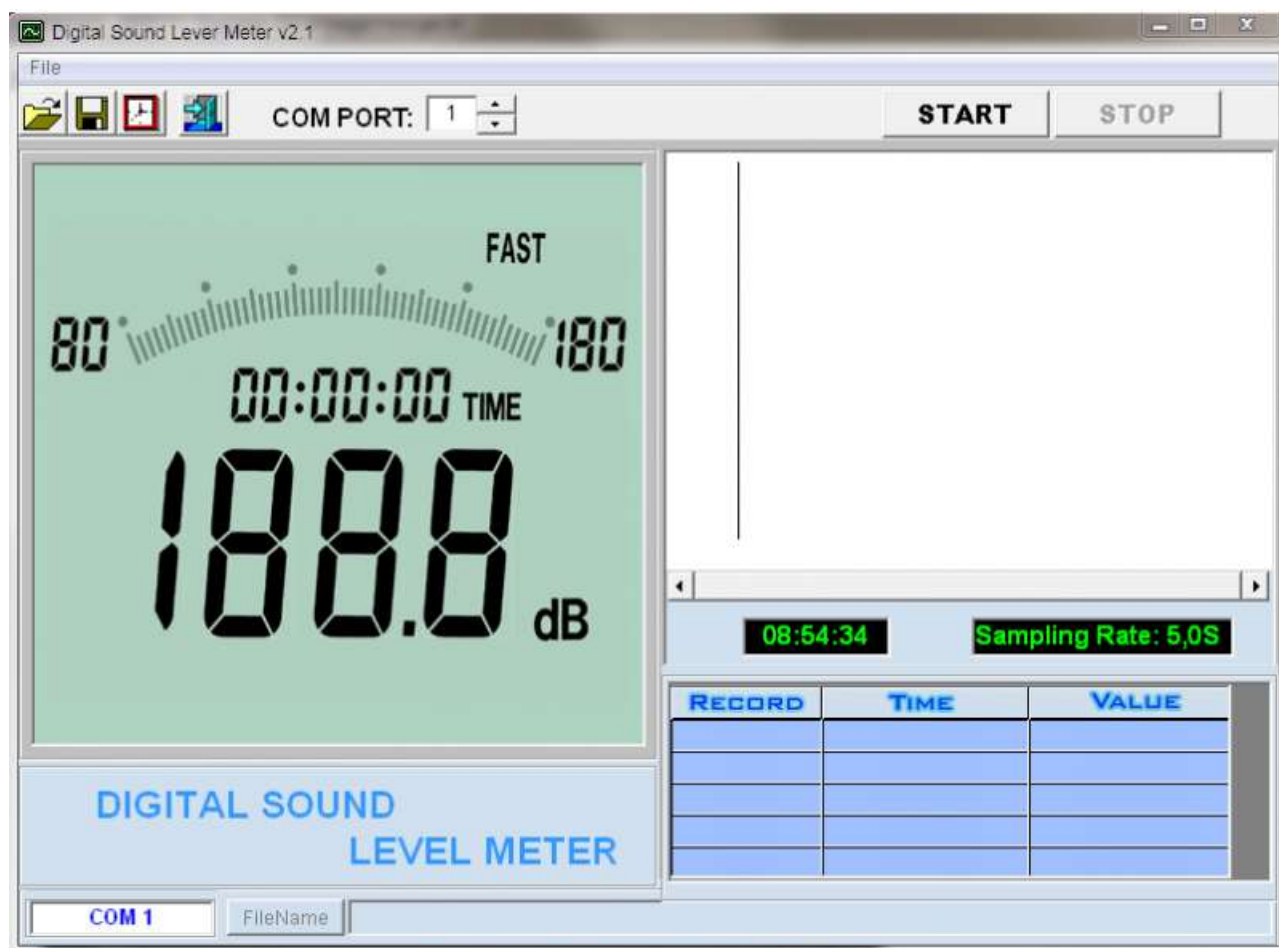 Digital Sound Lever Meter v2.1
File
COM PORT: 1
START STOP
FAST
80 180
00:00:00 TIME
188.8 dB
08:54:34 Sampling Rate: 5,0S
RECORD TIME VALUE
DIGITAL SOUND
LEVEL METER
COM 1 FileName